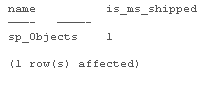 name is_ms_shipped
---- -----
sp_Objects 1
(1 row(s) affected)